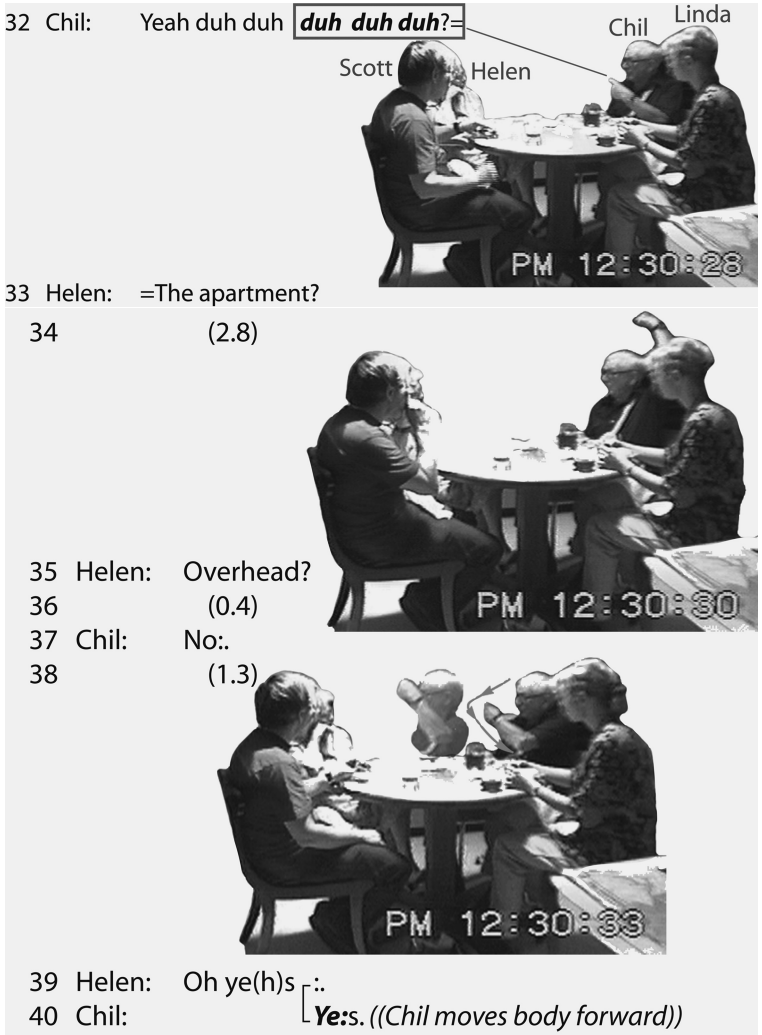 32 Chil: Yeah duh duh duh duh duh?=
Chil
Linda
Scott
Helen
PM 12:30:28
33 Helen: =The apartment?
34 (2.8)
35 Helen: Overhead?
36 (0.4)
PM 12:30:30
37 Chil: No:.
38 (1.3)
PM 12:30:33
39 Helen: Oh ye(h)s :.
40 Chil: Ye:s. ((Chil moves body forward))